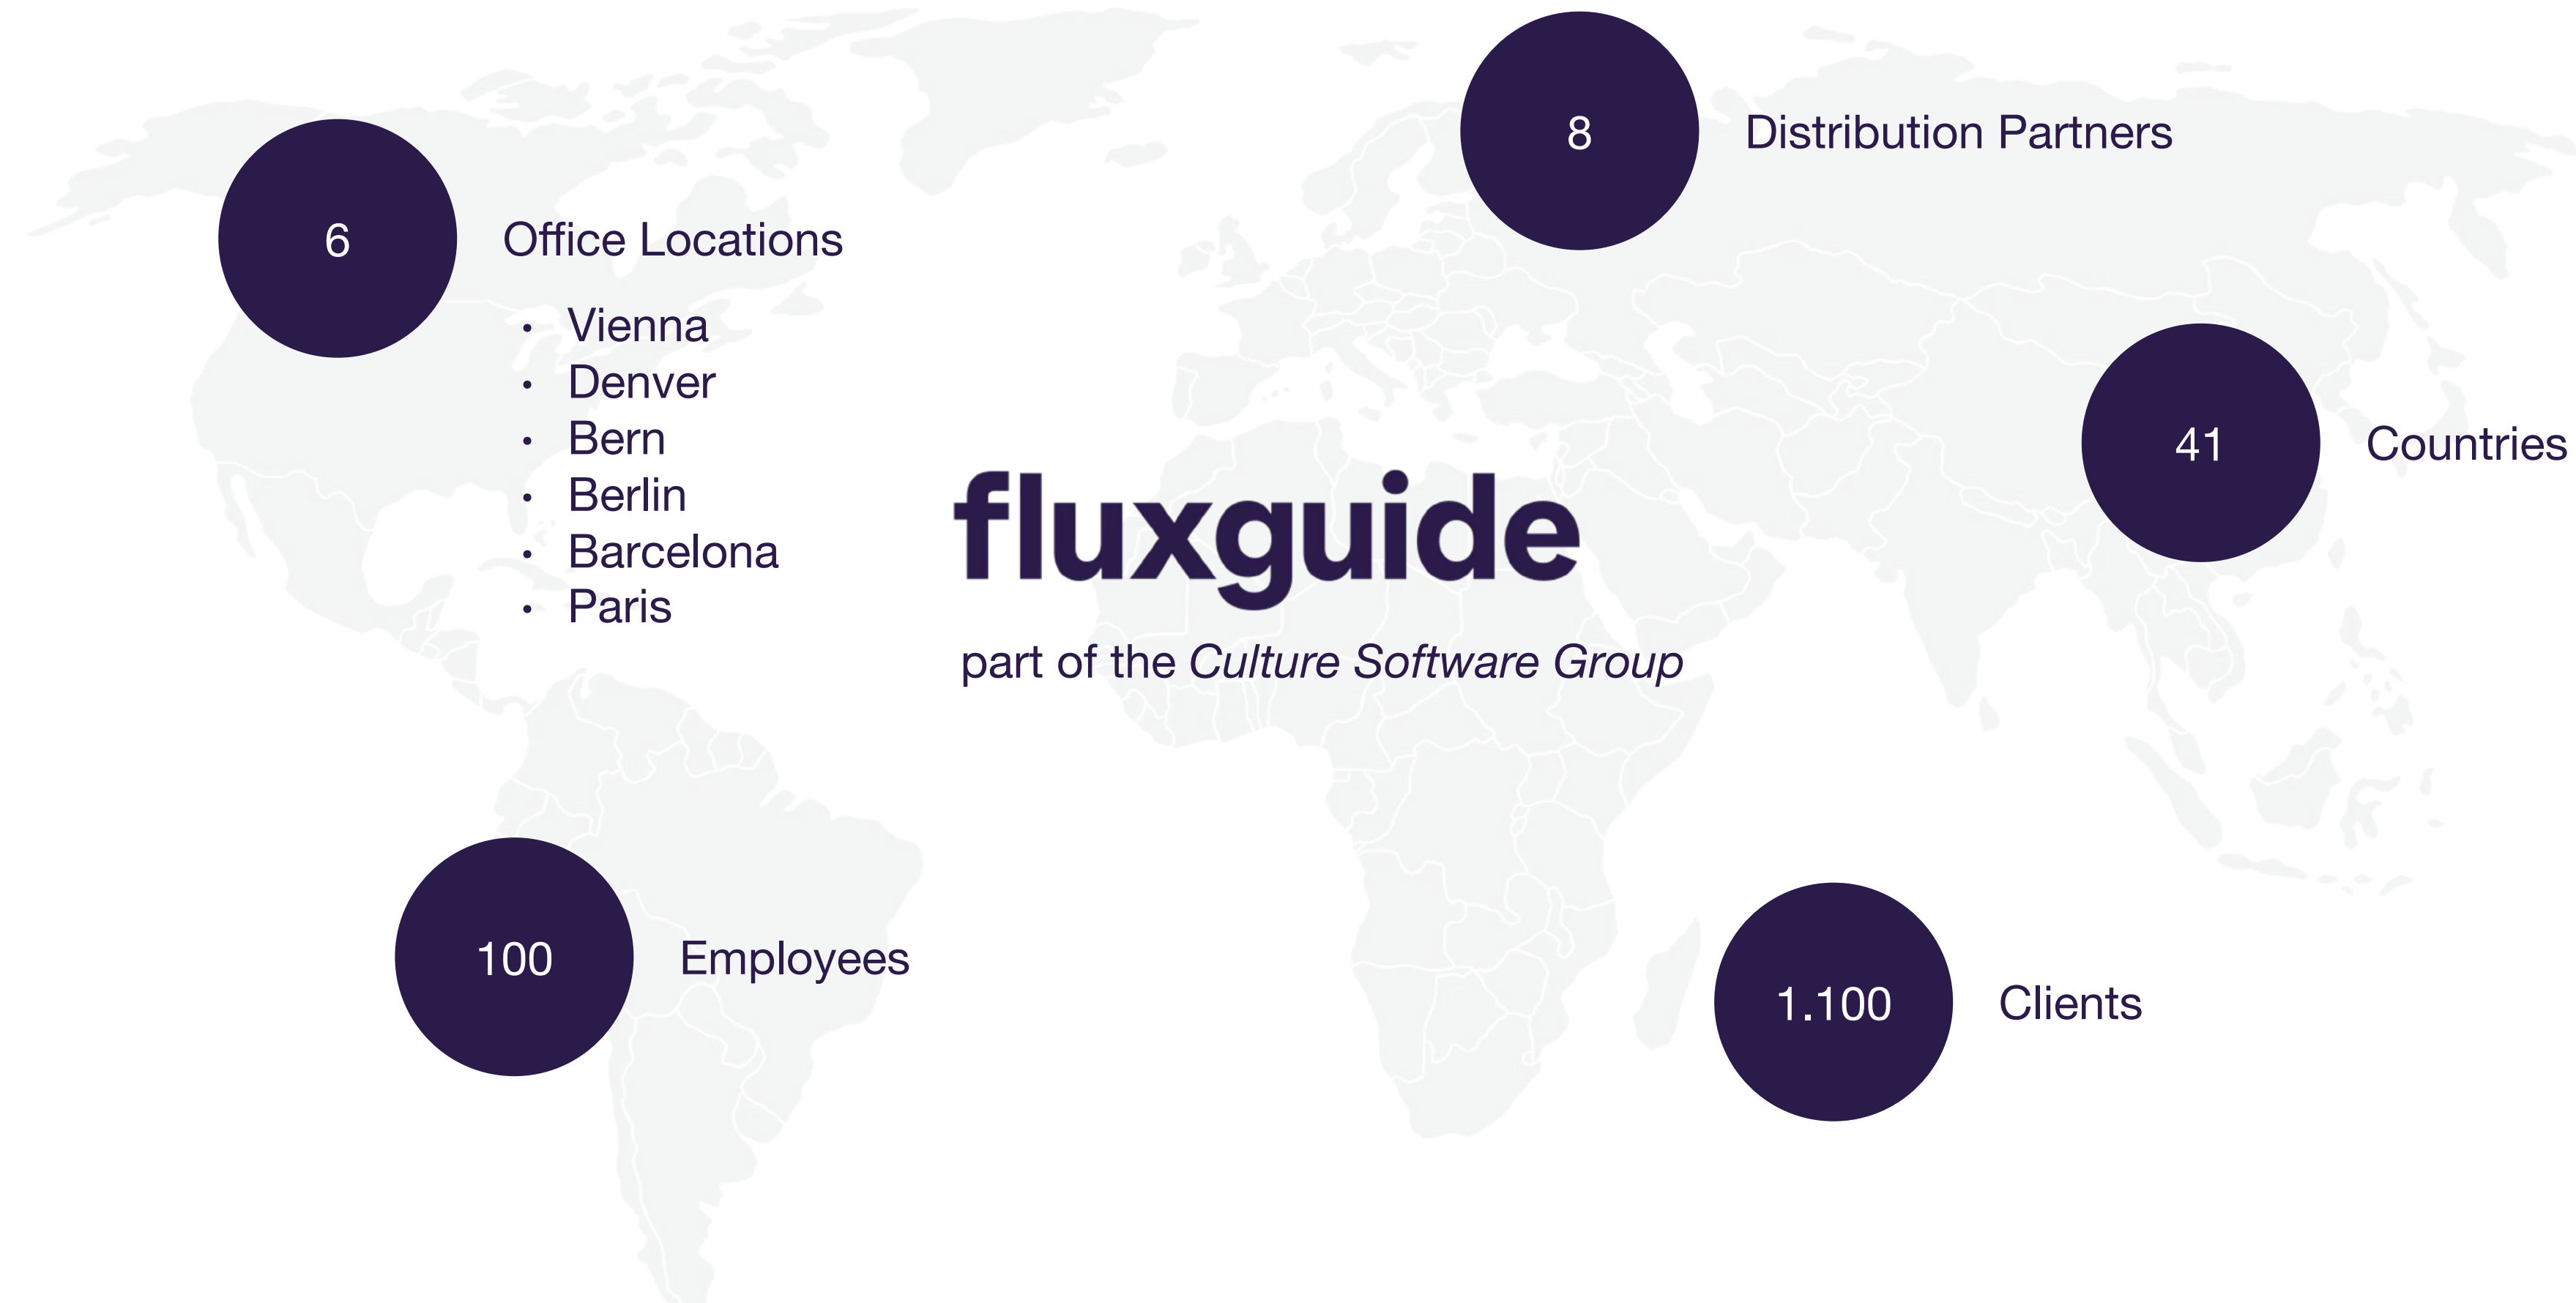 8
Distribution Partners
6
Office Locations
• Vienna
• Denver
• Bern
• Berlin
• Barcelona
• Paris
41
Countries
fluxguide
part of the Culture Software Group
100
Employees
1.100
Clients